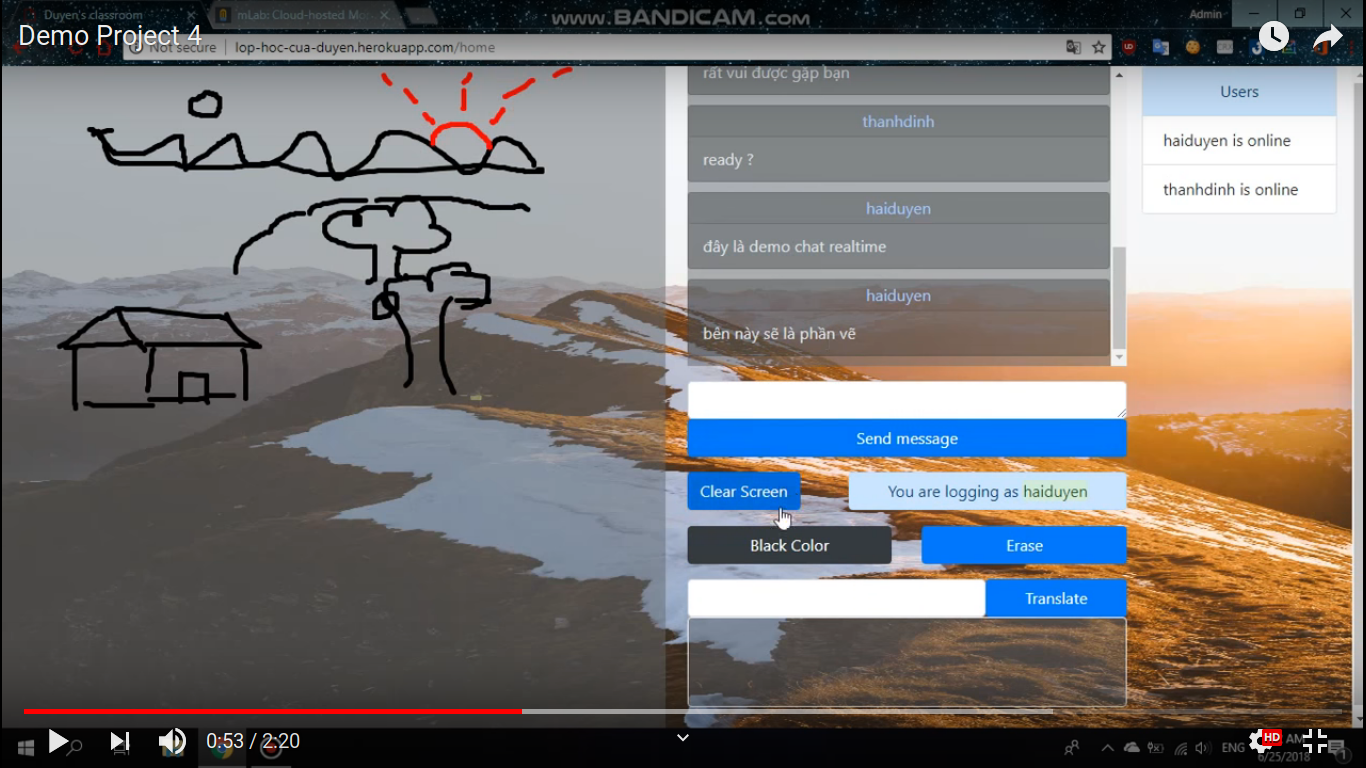 Duyen's classroom
mLab: Cloud-hosted Mo
WWW.BANDICAM.COM
Admin
Demo Project 4
Not secure | lop-hoc-cua-duyen.herokuapp.com/home
rất vui được gặp bạn
thanhdinh
ready ?
haiduyen
đây là demo chat realtime
haiduyen
bên này sẽ là phần vẽ
Users
haiduyen is online
thanhdinh is online
Send message
Clear Screen
You are logging as haiduyen
Black Color
Erase
Translate
0:53 / 2:20
ENG
HD
AM
6/25/2018